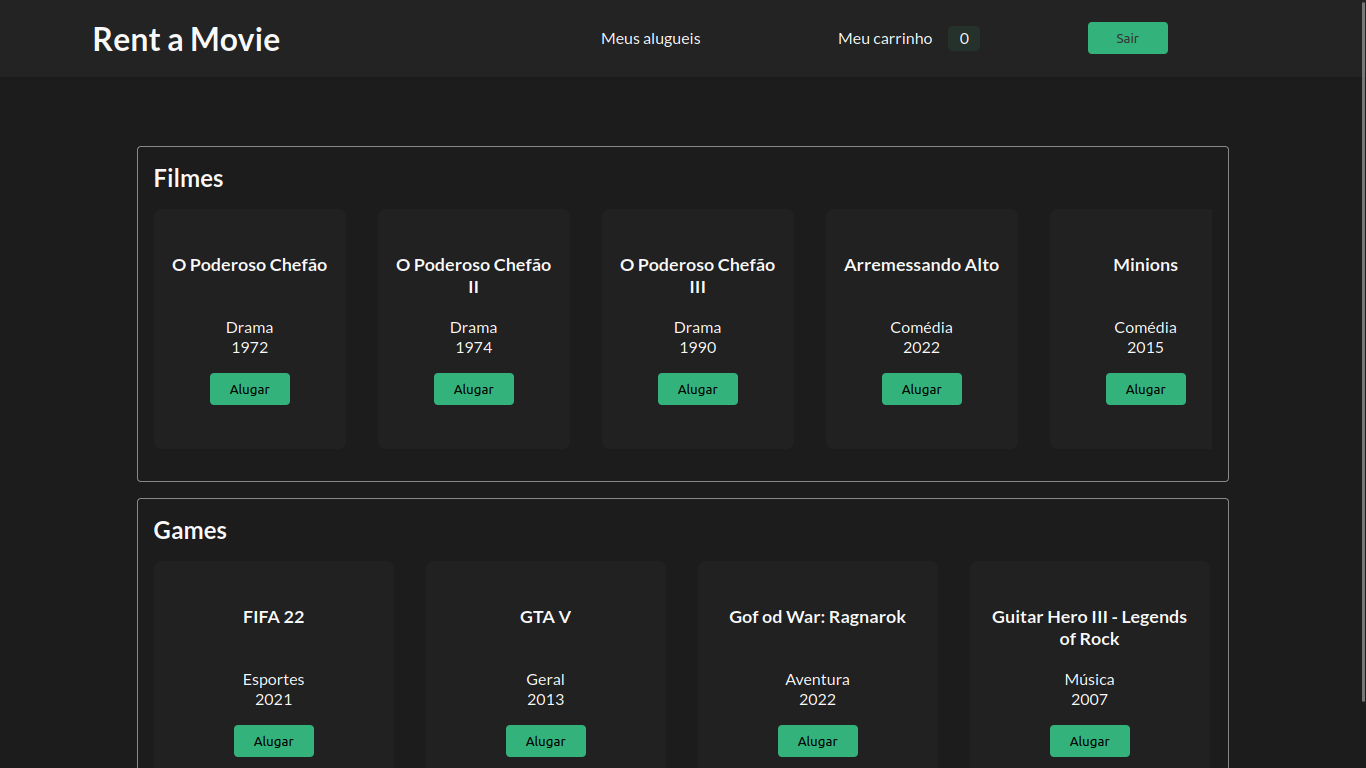 Rent a Movie
Meus alugueis
Meu carrinho
0
Sair
Filmes
O Poderoso Chefão
Drama
1972
Alugar
O Poderoso Chefão
II
Drama
1974
Alugar
O Poderoso Chefão
III
Drama
1990
Alugar
Arremessando Alto
Comédia
2022
Alugar
Minions
Comédia
2015
Alugar
Games
FIFA 22
Esportes
2021
Alugar
GTA V
Geral
2013
Alugar
Gof od War: Ragnarok
Aventura
2022
Alugar
Guitar Hero III - Legends
of Rock
Música
2007
Alugar